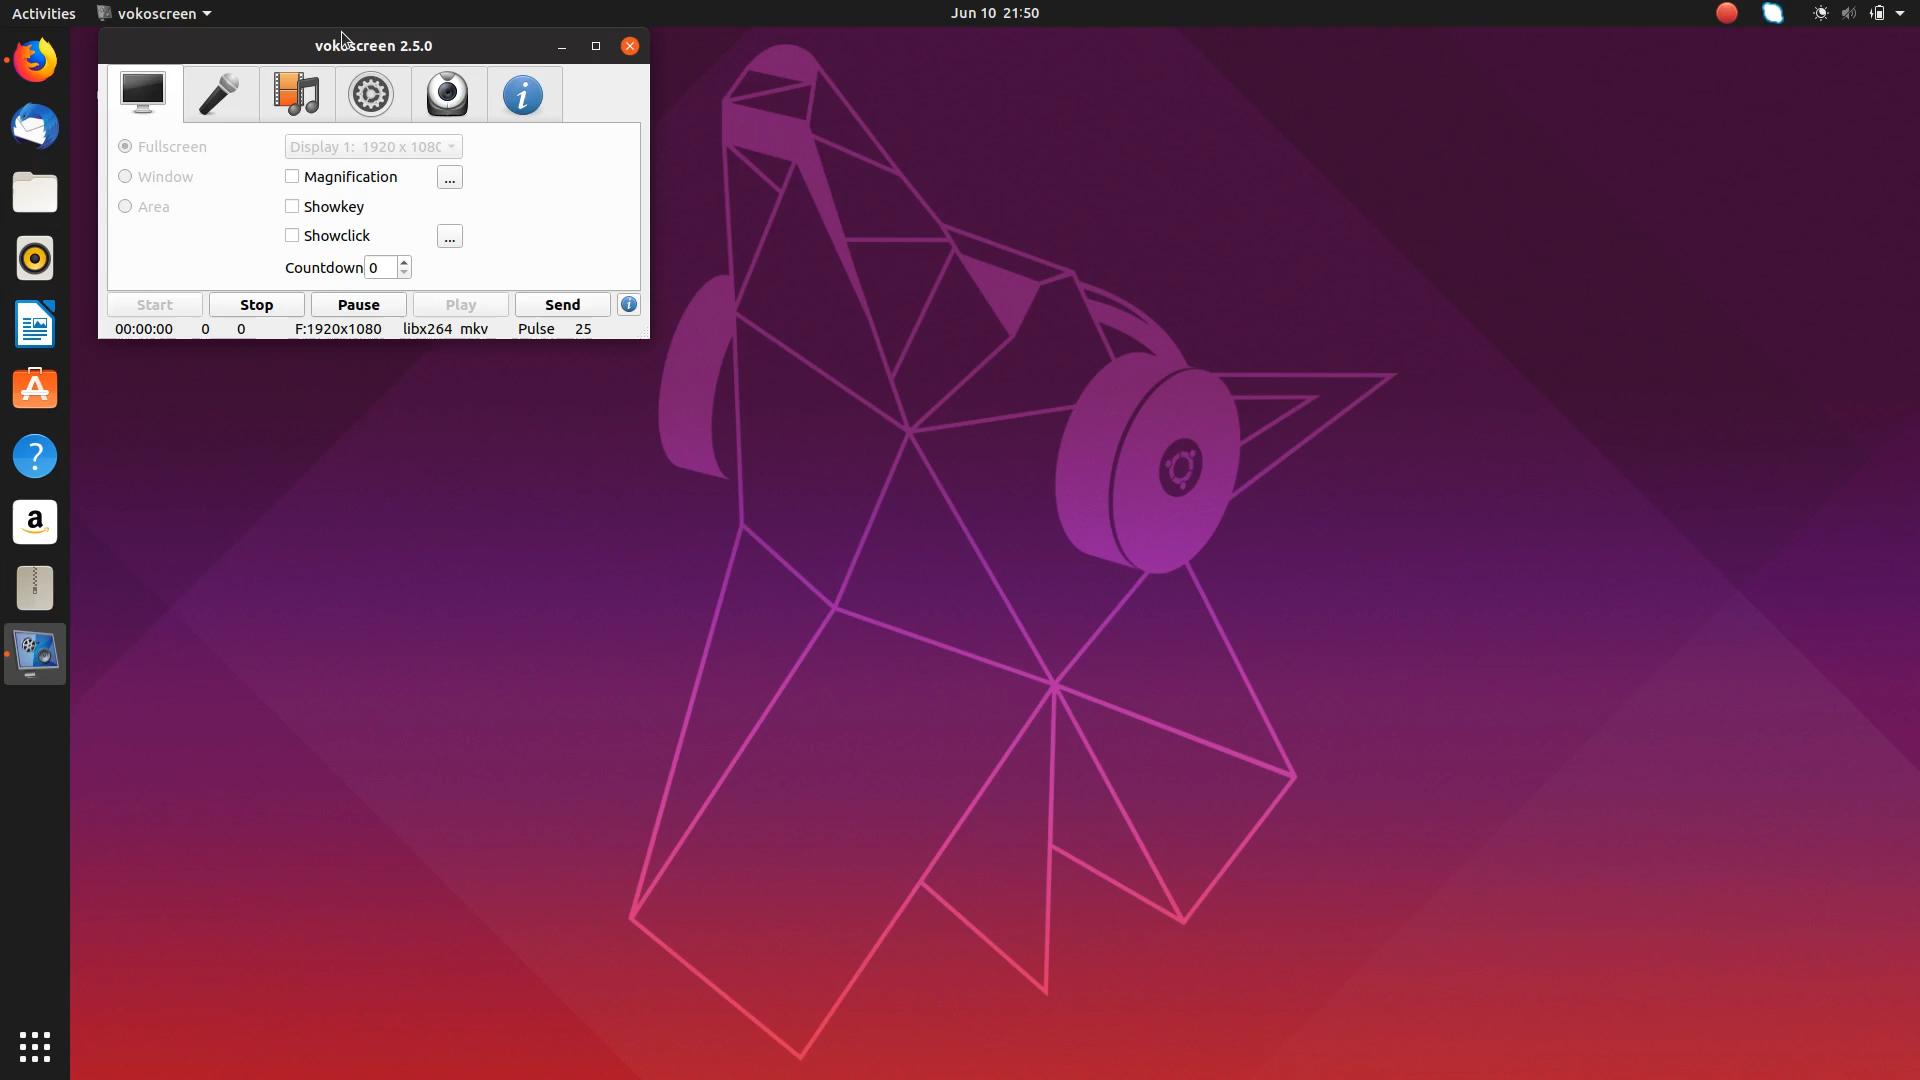 Activities vokoscreen Jun 10 21:50
vokoscreen 2.5.0
Fullscreen Display 1: 1920 x 1080
Window Magnification ...
Area Showkey
Showclick ...
Countdown 0
Start Stop Pause Play Send
00:00:00 0 0 F:1920x1080 libx264 mkv Pulse 25